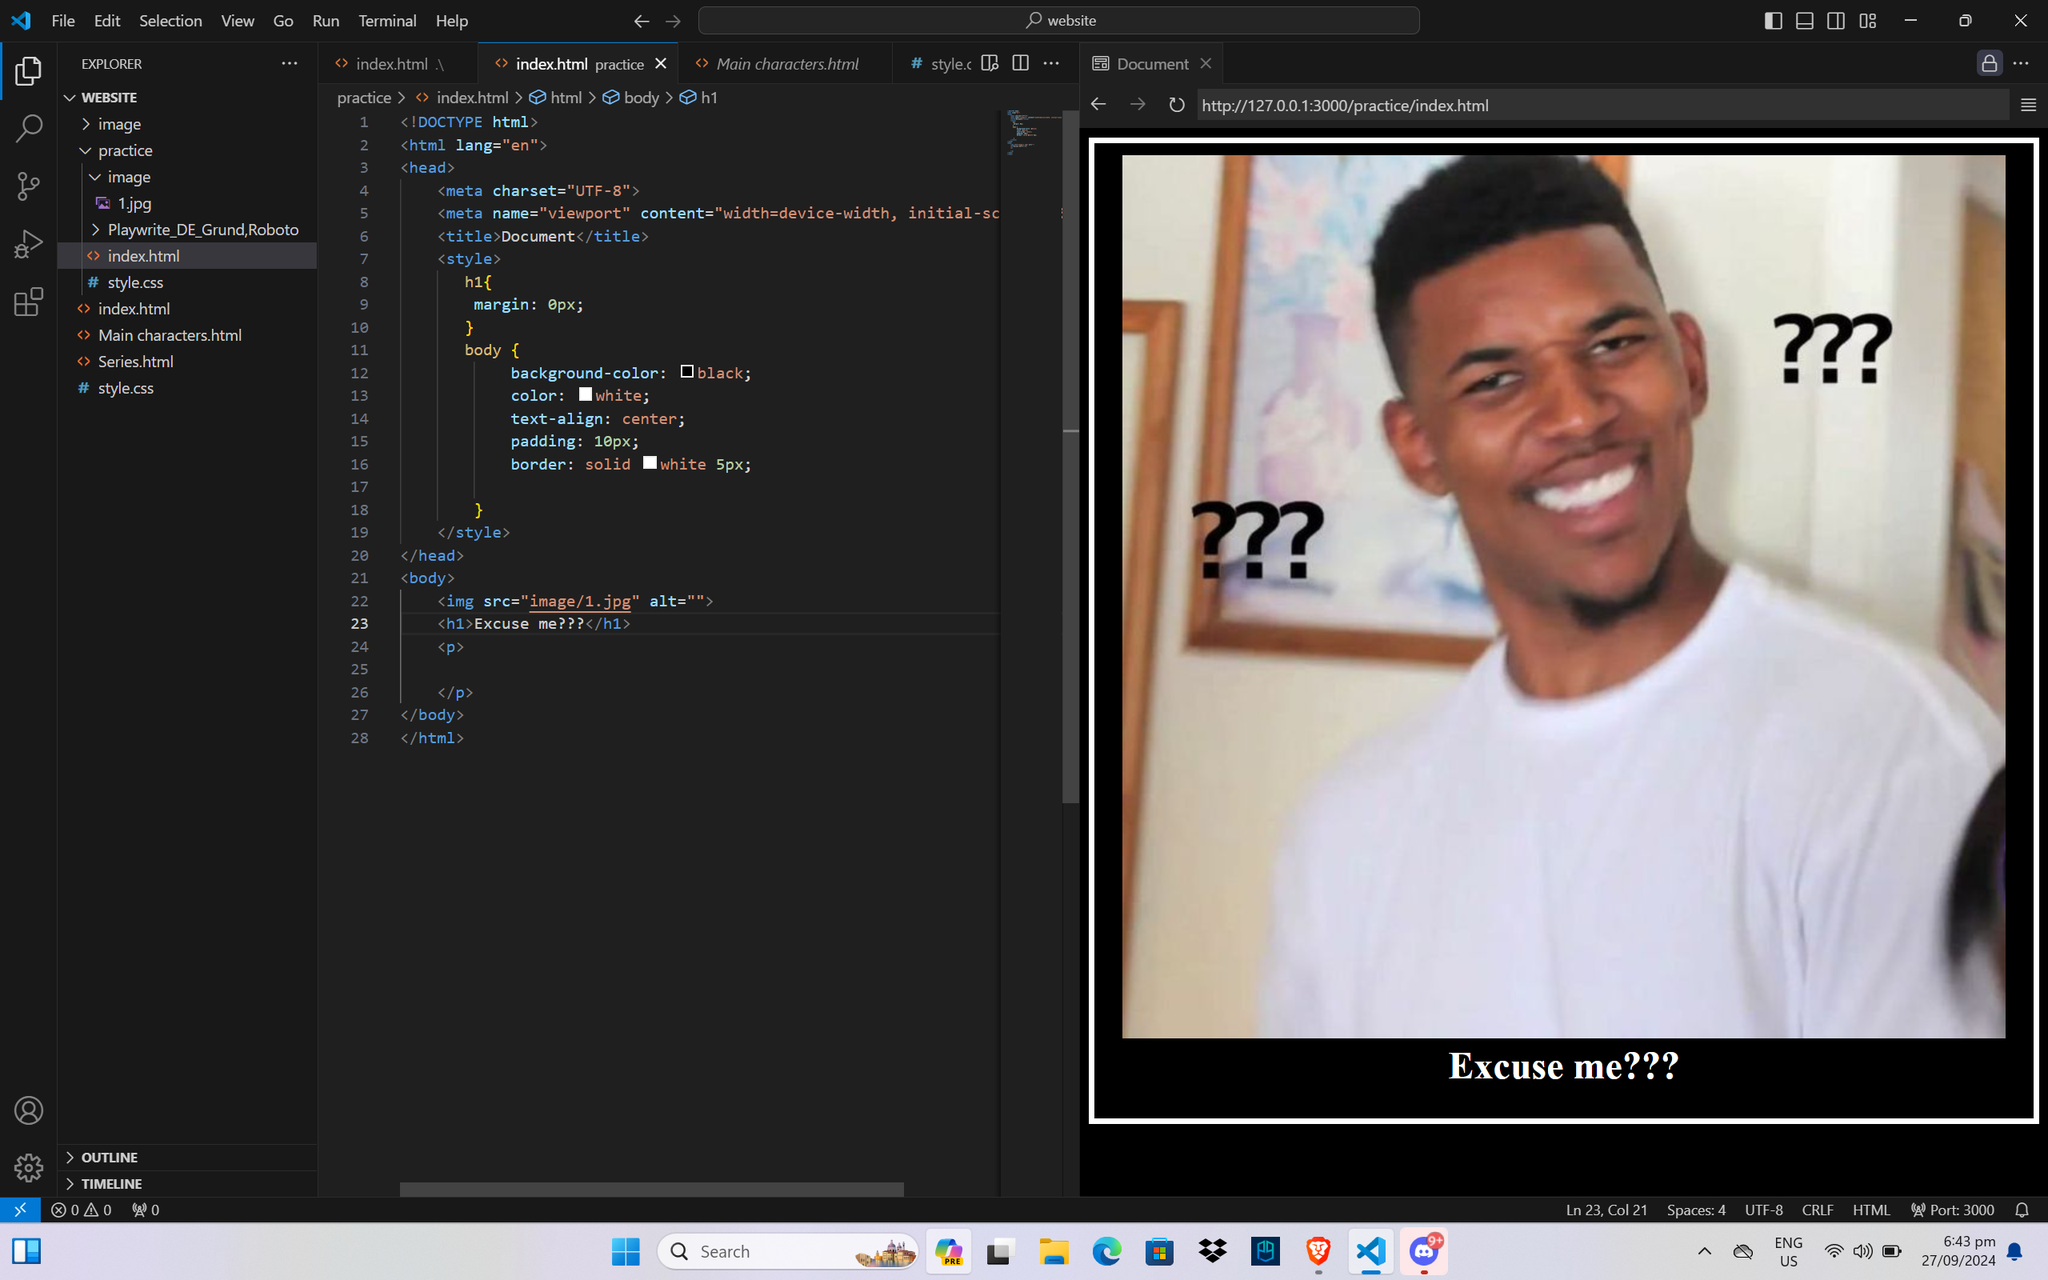 File Edit Selection View Go Run Terminal Help
website
EXPLORER
WEBSITE
image
practice
image
1.jpg
Playwrite_DE_Grund,Roboto
index.html
style.css
index.html
Main characters.html
Series.html
style.css
OUTLINE
TIMELINE
index.html .\
index.html practice
Main characters.html
style.c
practice > index.html > html > body > h1
1 <!DOCTYPE html>
2 <html lang="en">
3 <head>
4 <meta charset="UTF-8">
5 <meta name="viewport" content="width=device-width, initial-sc
6 <title>Document</title>
7 <style>
8 h1{
9 margin: 0px;
10 }
11 body {
12 background-color: black;
13 color: white;
14 text-align: center;
15 padding: 10px;
16 border: solid white 5px;
17
18 }
19 </style>
20 </head>
21 <body>
22 <img src="image/1.jpg" alt="">
23 <h1>Excuse me???</h1>
24 <p>
25
26 </p>
27 </body>
28 </html>
Document
http://127.0.0.1:3000/practice/index.html
???
???
Excuse me???
0 0 0
Ln 23, Col 21 Spaces: 4 UTF-8 CRLF HTML Port: 3000
Search
PRE
9+
ENG
US
6:43 pm
27/09/2024